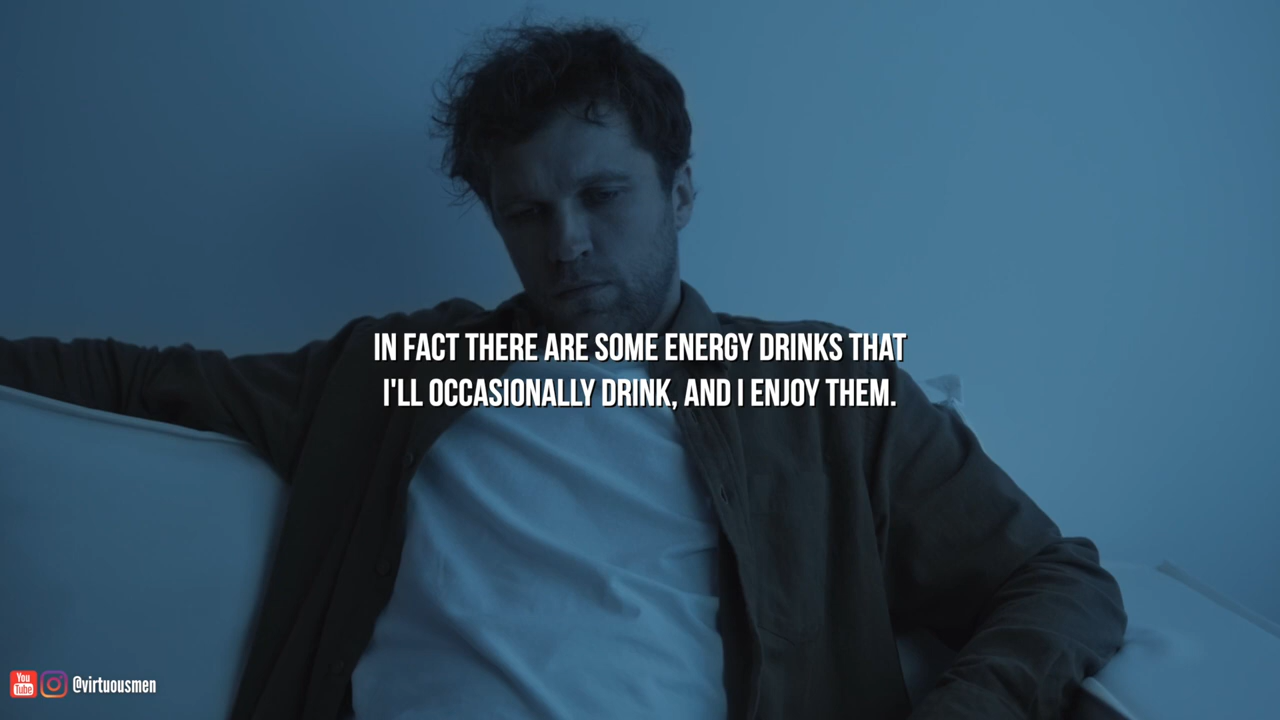 IN FACT THERE ARE SOME ENERGY DRINKS THAT
I'LL OCCASIONALLY DRINK, AND I ENJOY THEM.
You
Tube
@virtuousmen